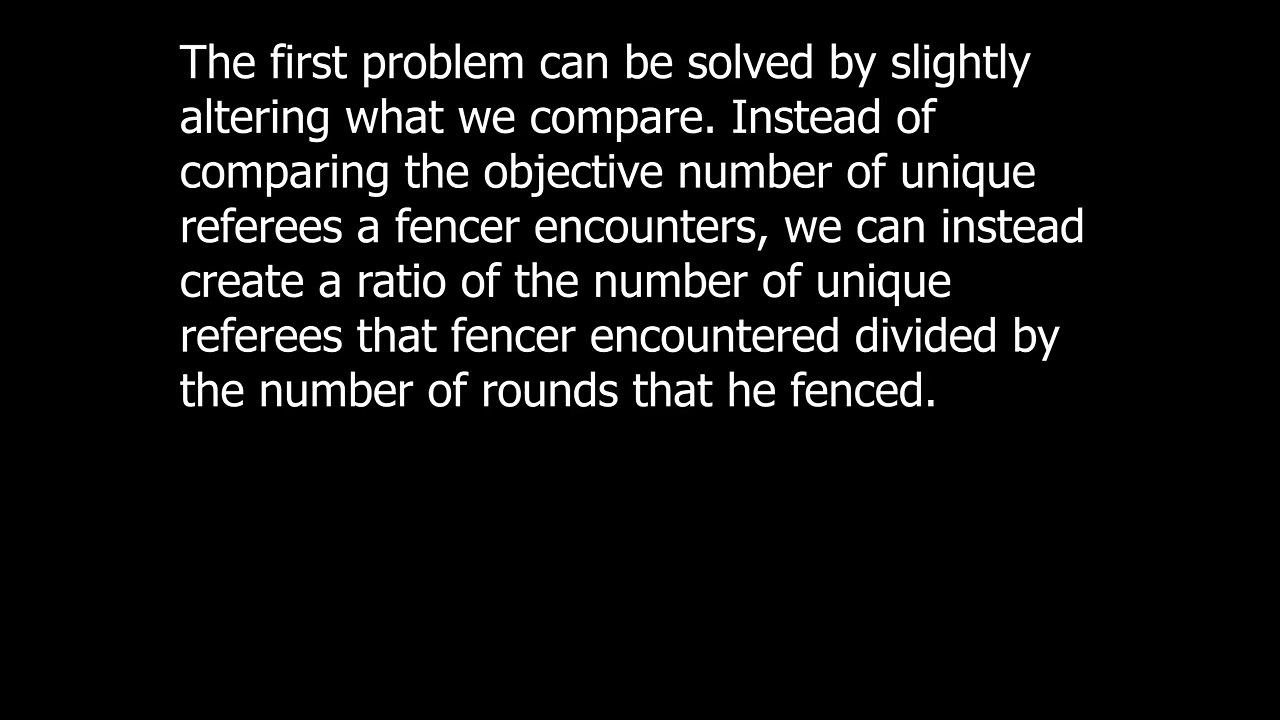 The first problem can be solved by slightly
altering what we compare. Instead of
comparing the objective number of unique
referees a fencer encounters, we can instead
create a ratio of the number of unique
referees that fencer encountered divided by
the number of rounds that he fenced.